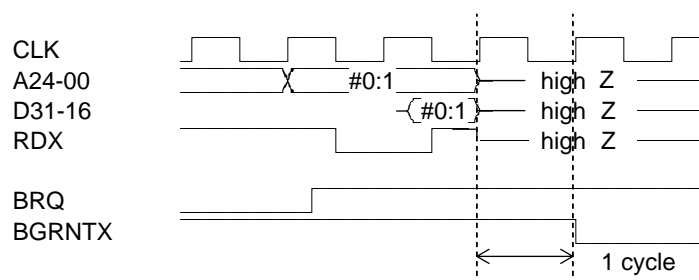 CLK
A24-00 #0:1 high Z
D31-16 #0:1 high Z
RDX high Z
BRQ
BGRNTX
1 cycle